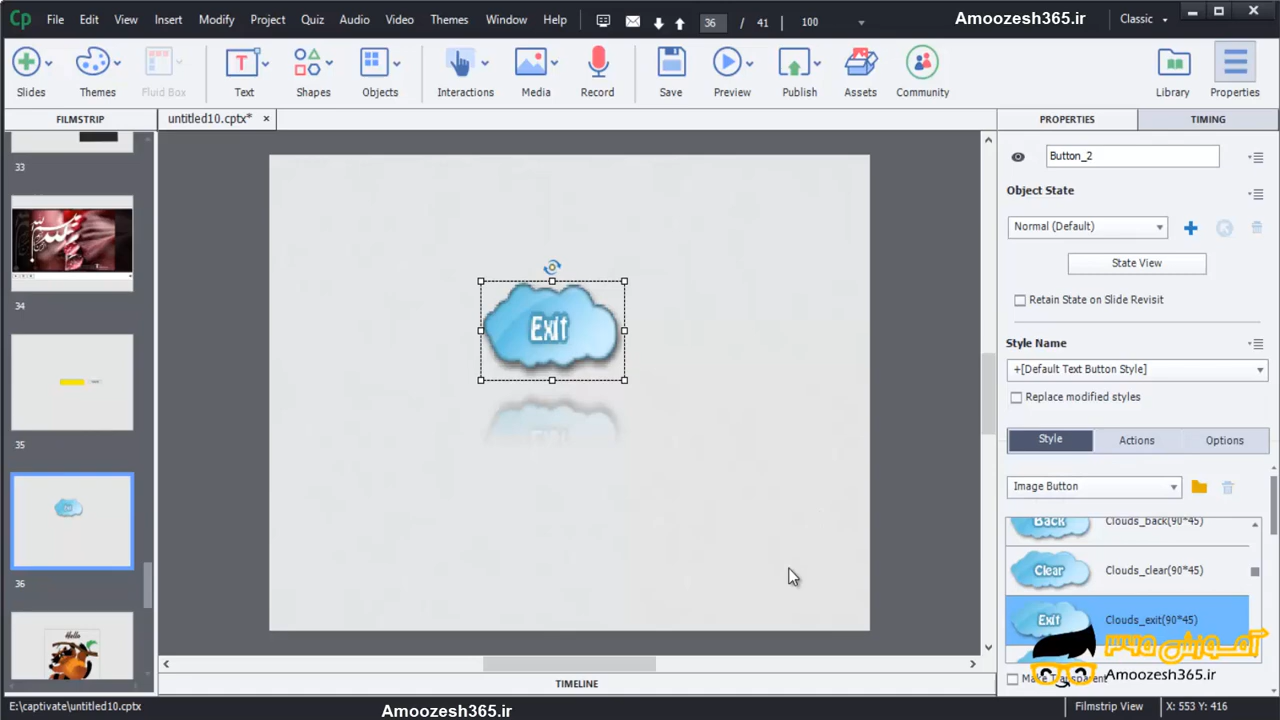 Cp File Edit View Insert Modify Project Quiz Audio Video Themes Window Help 36 / 41 100 Amoozesh365.ir Classic
Slides Themes Fluid Box Text Shapes Objects Interactions Media Record Save Preview Publish Assets Community Library Properties
FILMSTRIP untitled10.cptx* × PROPERTIES TIMING
33
34
35
36
Hello
Exit
Button_2
Object State
Normal (Default)
State View
Retain State on Slide Revisit
Style Name
+[Default Text Button Style]
Replace modified styles
Style Actions Options
Image Button
Back Clouds_back(90*45)
Clear Clouds_clear(90*45)
Exit Clouds_exit(90*45)
آموزش ۳۶۵
Amoozesh365.ir
Make Transparent
TIMELINE
E:\captivate\untitled10.cptx Amoozesh365.ir Filmstrip View X: 553 Y: 416